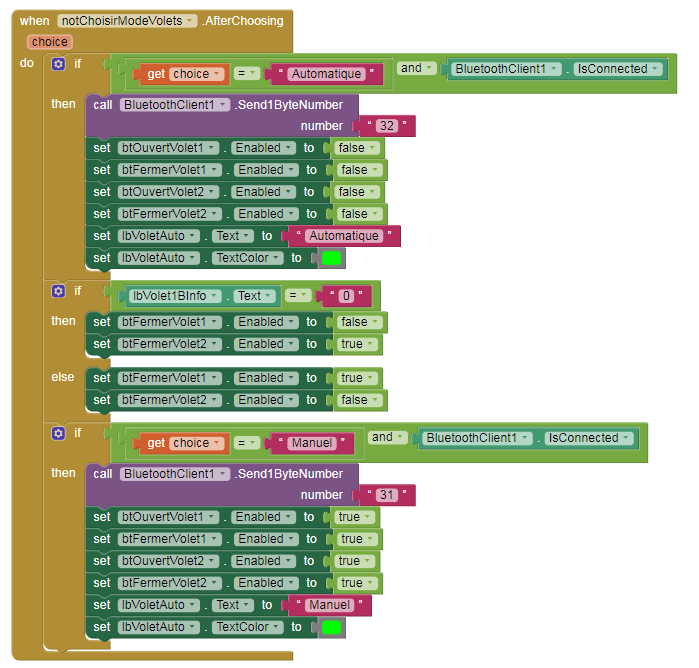 when notChoisirModeVolets .AfterChoosing
choice
do if get choice = " Automatique " and BluetoothClient1 . IsConnected
then call BluetoothClient1 .Send1ByteNumber
number " 32 "
set btOuvertVolet1 . Enabled to false
set btFermerVolet1 . Enabled to false
set btOuvertVolet2 . Enabled to false
set btFermerVolet2 . Enabled to false
set lbVoletAuto . Text to " Automatique "
set lbVoletAuto . TextColor to
if lbVolet1BInfo . Text = " 0 "
then set btFermerVolet1 . Enabled to false
set btFermerVolet2 . Enabled to true
else set btFermerVolet1 . Enabled to true
set btFermerVolet2 . Enabled to false
if get choice = " Manuel " and BluetoothClient1 . IsConnected
then call BluetoothClient1 .Send1ByteNumber
number " 31 "
set btOuvertVolet1 . Enabled to true
set btFermerVolet1 . Enabled to true
set btOuvertVolet2 . Enabled to true
set btFermerVolet2 . Enabled to true
set lbVoletAuto . Text to " Manuel "
set lbVoletAuto . TextColor to